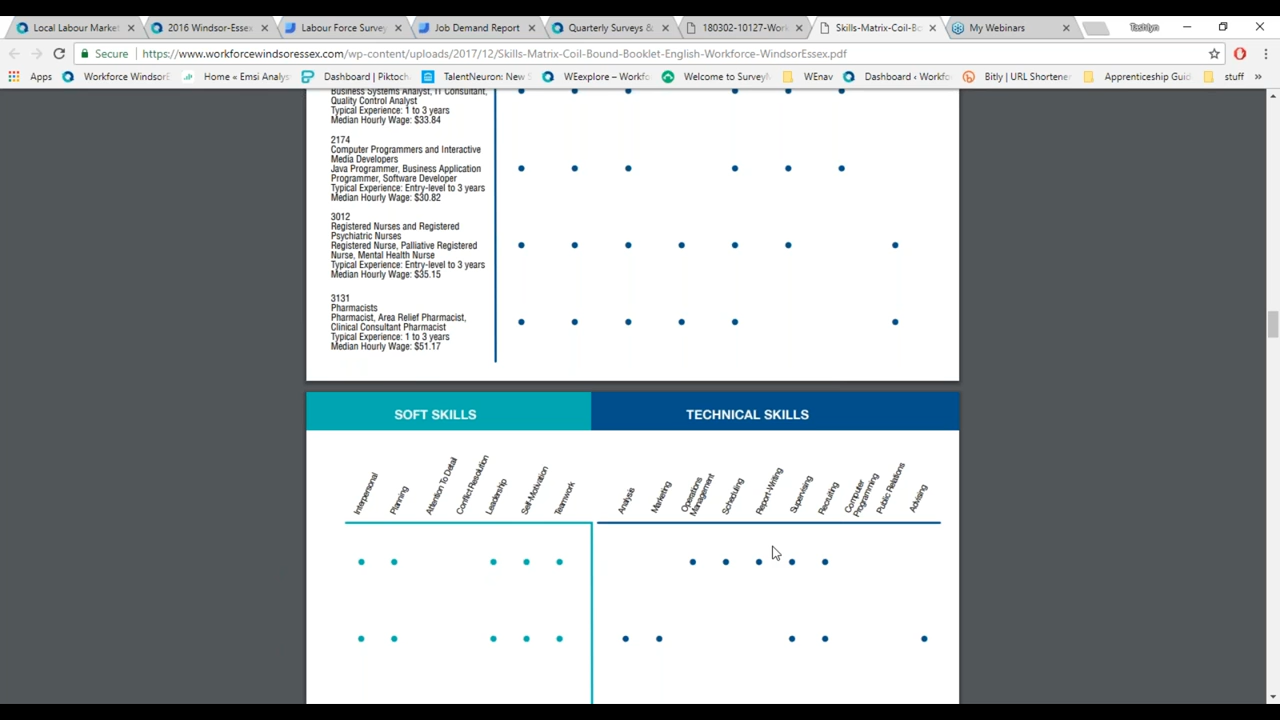 Local Labour Market
2016 Windsor-Essex
Labour Force Survey
Job Demand Report
Quarterly Surveys &
180302-10127-Work
Skills-Matrix-Coil-Bo
My Webinars
Tashlyn
Secure
https://www.workforcewindsoressex.com/wp-content/uploads/2017/12/Skills-Matrix-Coil-Bound-Booklet-English-Workforce-WindsorEssex.pdf
Apps
Workforce WindsorE
Home « Emsi Analys
Dashboard | Piktoch
TalentNeuron: New S
WEexplore – Workfo
Welcome to Survey
WEnav
Dashboard ‹ Workfo
Bitly | URL Shortener
Apprenticeship Guid
stuff
»
Business Systems Analyst, IT Consultant,
Quality Control Analyst
Typical Experience: 1 to 3 years
Median Hourly Wage: $33.84
2174
Computer Programmers and Interactive
Media Developers
Java Programmer, Business Application
Programmer, Software Developer
Typical Experience: Entry-level to 3 years
Median Hourly Wage: $30.82
3012
Registered Nurses and Registered
Psychiatric Nurses
Registered Nurse, Palliative Registered
Nurse, Mental Health Nurse
Typical Experience: Entry-level to 3 years
Median Hourly Wage: $35.15
3131
Pharmacists
Pharmacist, Area Relief Pharmacist,
Clinical Consultant Pharmacist
Typical Experience: 1 to 3 years
Median Hourly Wage: $51.17
SOFT SKILLS
TECHNICAL SKILLS
Interpersonal
Planning
Attention To Detail
Conflict Resolution
Leadership
Self-Motivation
Teamwork
Analysis
Marketing
Operations
Management
Scheduling
Report-Writing
Supervising
Recruiting
Computer
Programming
Public Relations
Advising